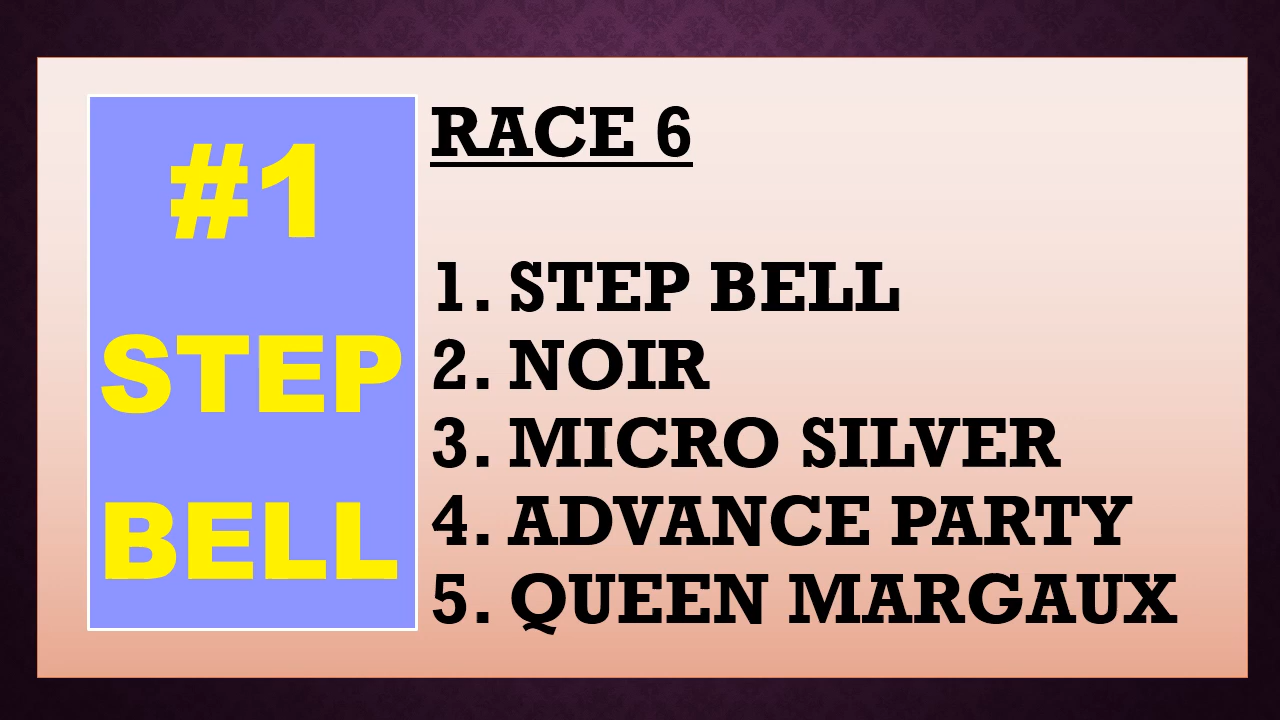 #1
STEP
BELL
RACE 6
1. STEP BELL
2. NOIR
3. MICRO SILVER
4. ADVANCE PARTY
5. QUEEN MARGAUX